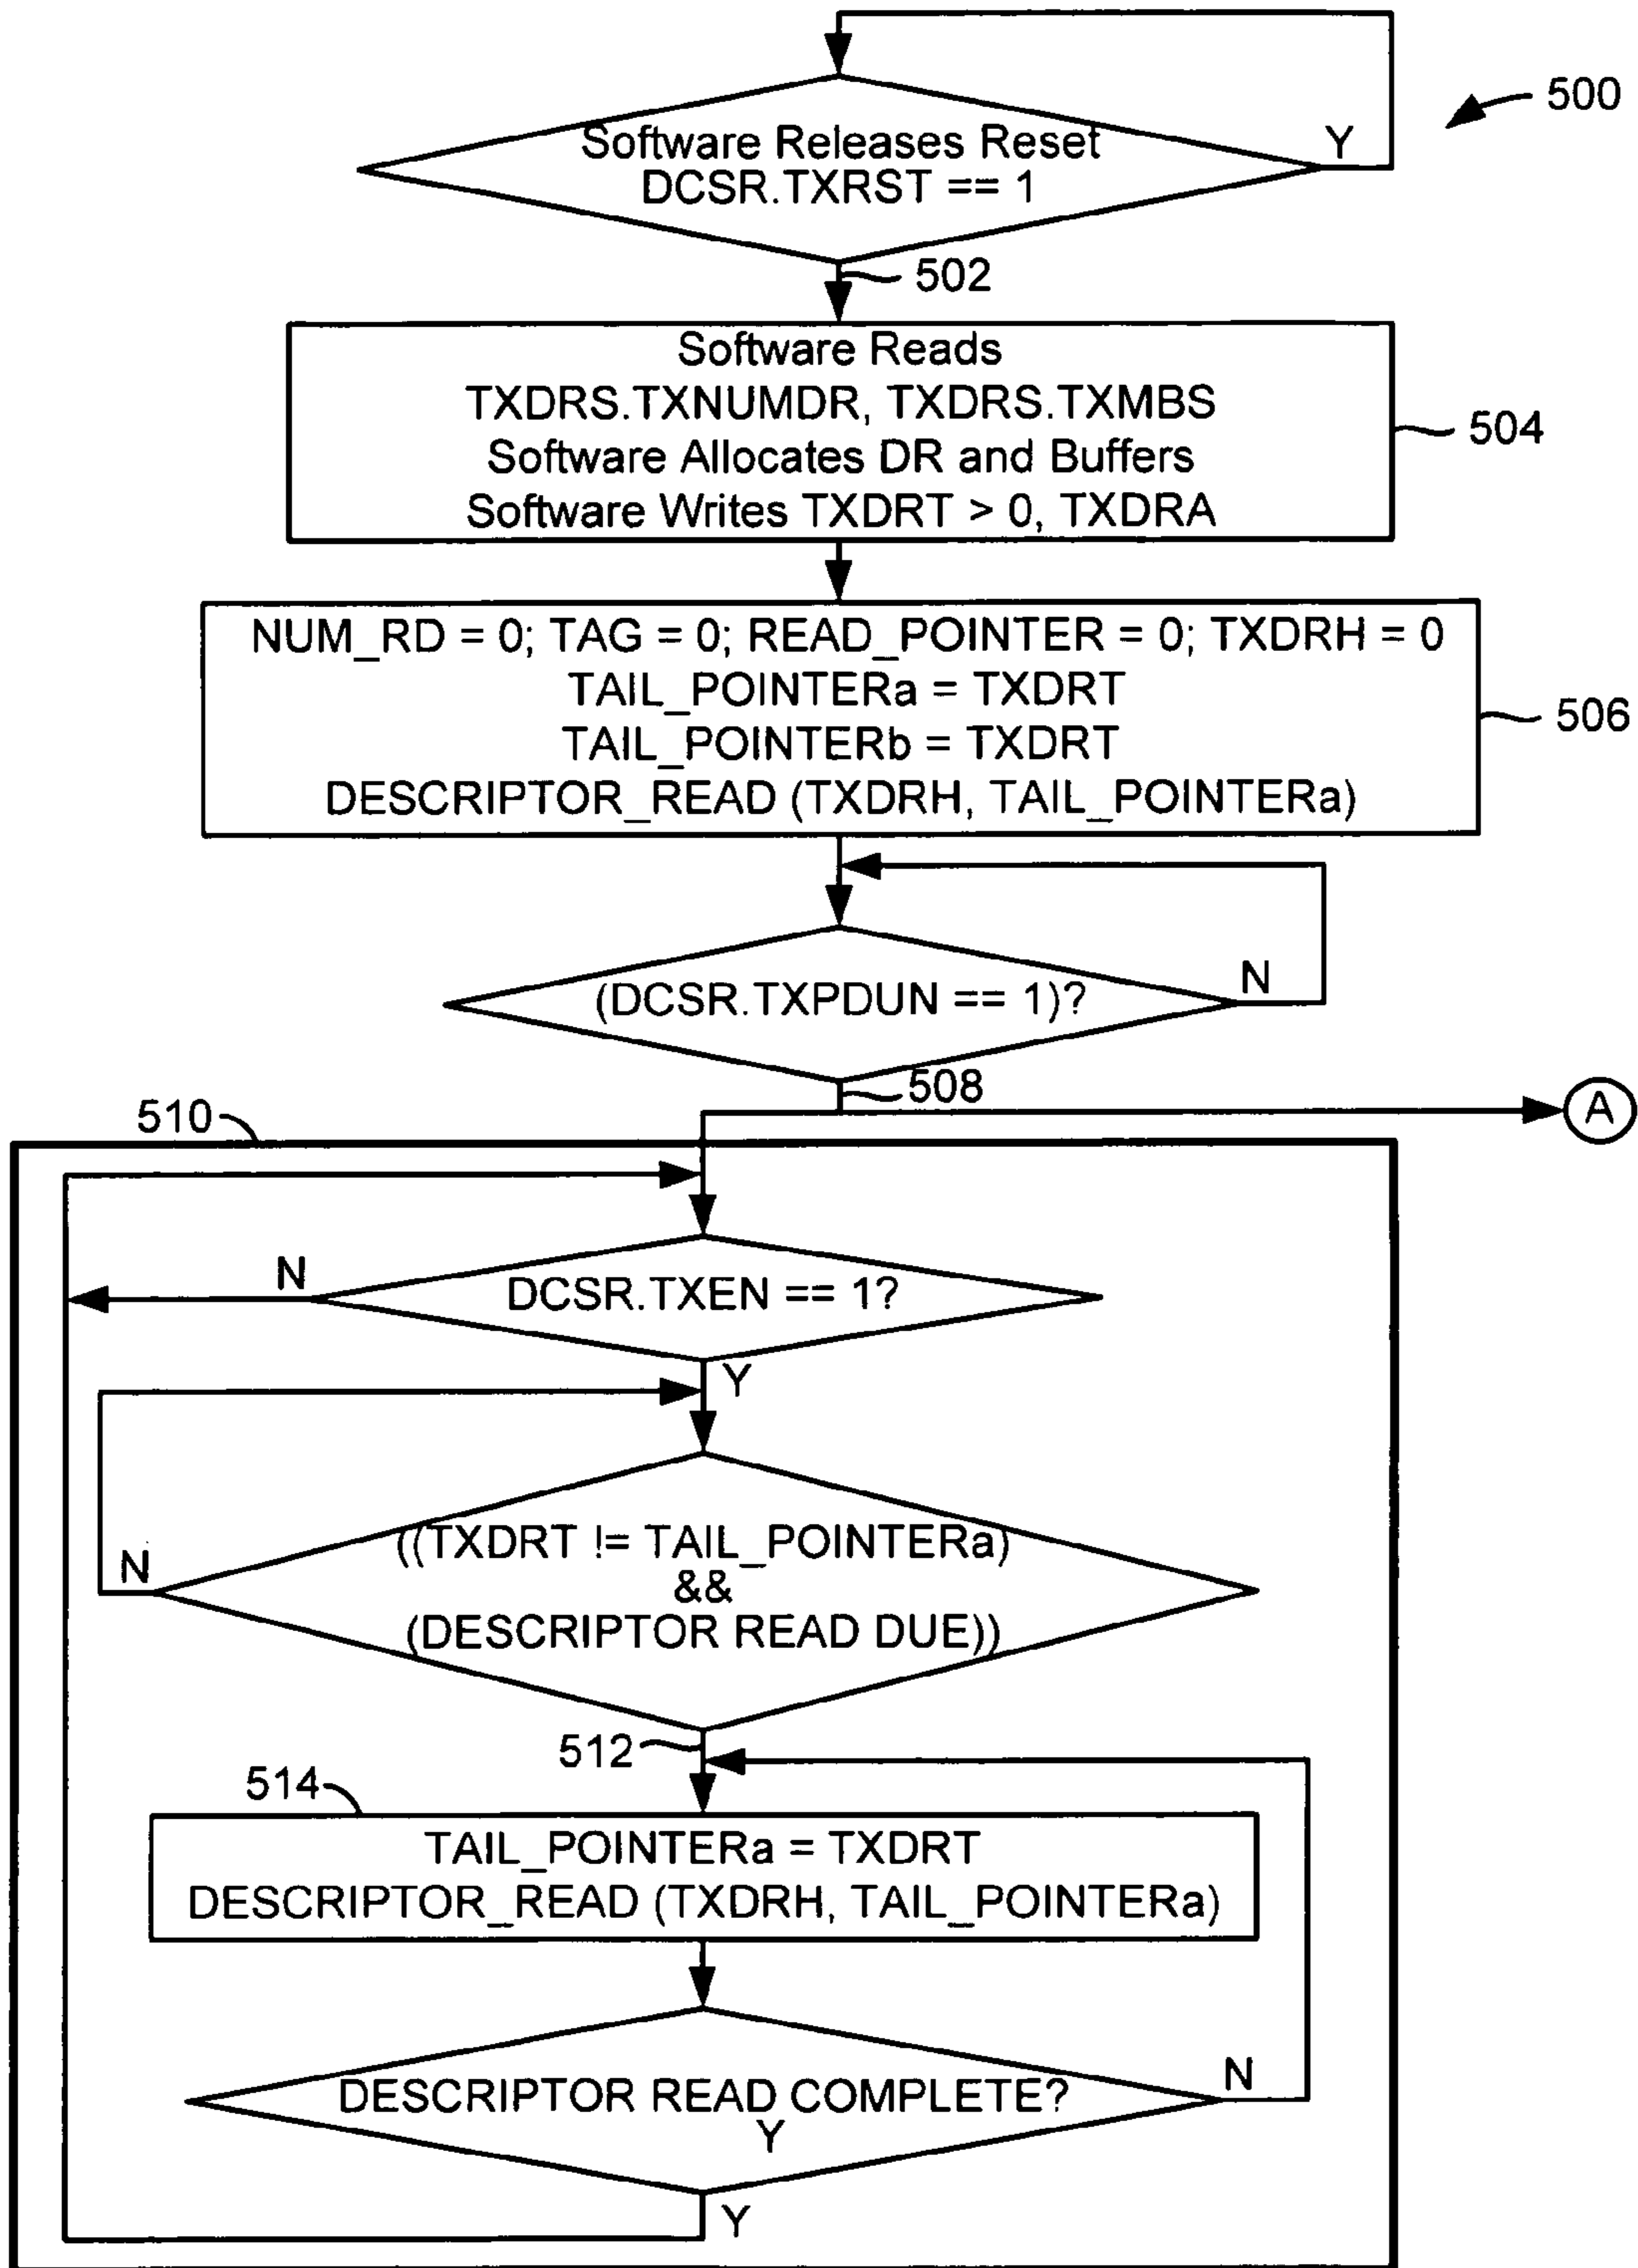 500
Software Releases Reset
DCSR.TXRST == 1
Y
502
Software Reads
TXDRS.TXNUMDR, TXDRS.TXMBS
Software Allocates DR and Buffers
Software Writes TXDRT > 0, TXDRA
504
NUM_RD = 0; TAG = 0; READ_POINTER = 0; TXDRH = 0
TAIL_POINTERa = TXDRT
TAIL_POINTERb = TXDRT
DESCRIPTOR_READ (TXDRH, TAIL_POINTERa)
506
(DCSR.TXPDUN == 1)?
N
508
A
510
DCSR.TXEN == 1?
N
Y
((TXDRT != TAIL_POINTERa)
&&
(DESCRIPTOR READ DUE))
N
512
514
TAIL_POINTERa = TXDRT
DESCRIPTOR_READ (TXDRH, TAIL_POINTERa)
DESCRIPTOR READ COMPLETE?
Y
N
Y